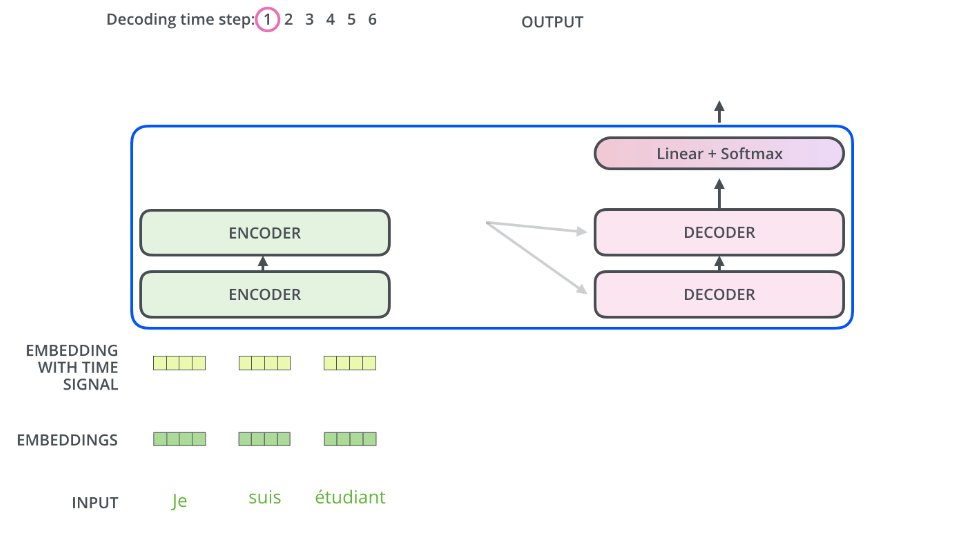 Decoding time step: 1 2 3 4 5 6
OUTPUT
Linear + Softmax
ENCODER
DECODER
ENCODER
DECODER
EMBEDDING
WITH TIME
SIGNAL
EMBEDDINGS
INPUT
Je suis étudiant